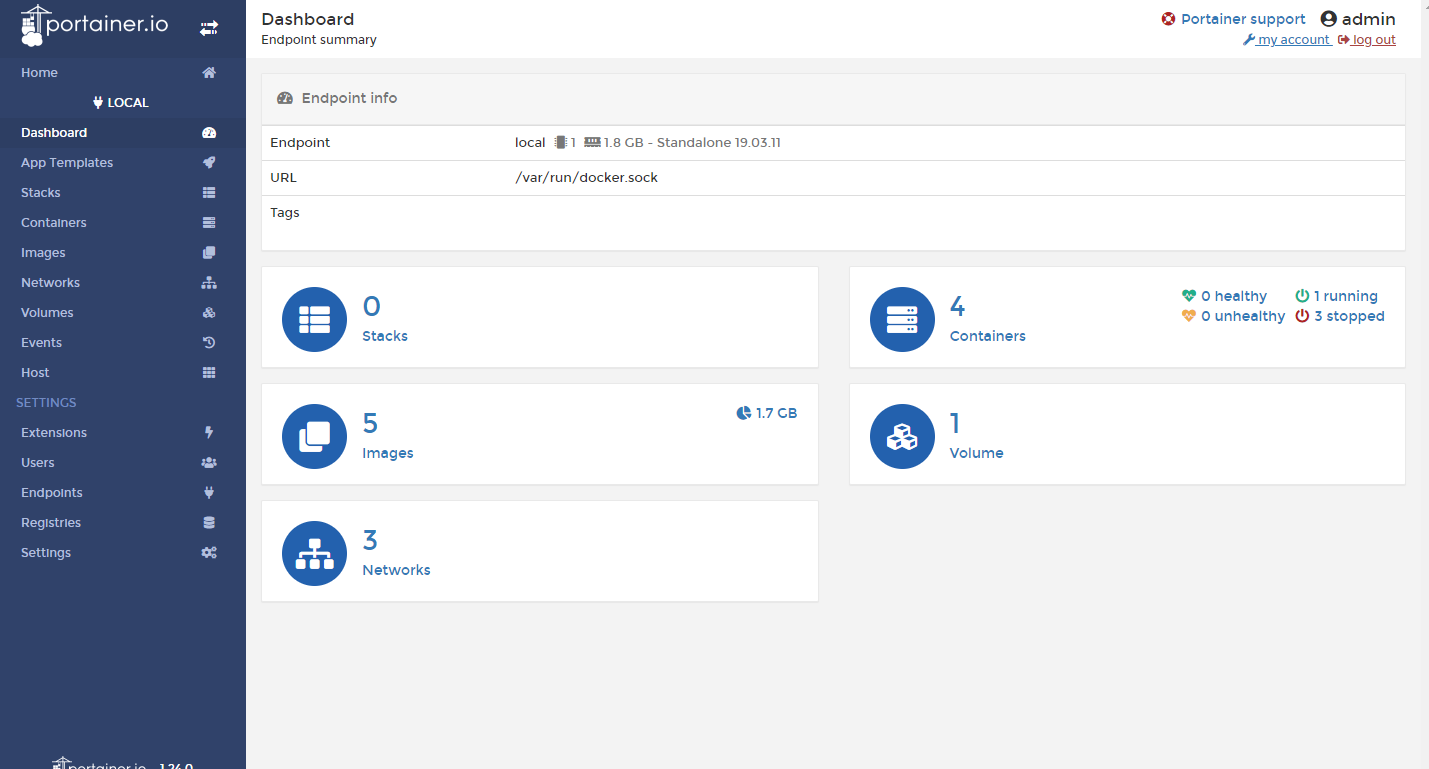 portainer.io
Home
LOCAL
Dashboard
App Templates
Stacks
Containers
Images
Networks
Volumes
Events
Host
SETTINGS
Extensions
Users
Endpoints
Registries
Settings
portainer.io 1.24.0
Dashboard
Endpoint summary
Portainer support admin
my account log out
Endpoint info
Endpoint local 1 1.8 GB - Standalone 19.03.11
URL /var/run/docker.sock
Tags
0
Stacks
4
Containers
0 healthy 1 running
0 unhealthy 3 stopped
5
Images
1.7 GB
1
Volume
3
Networks